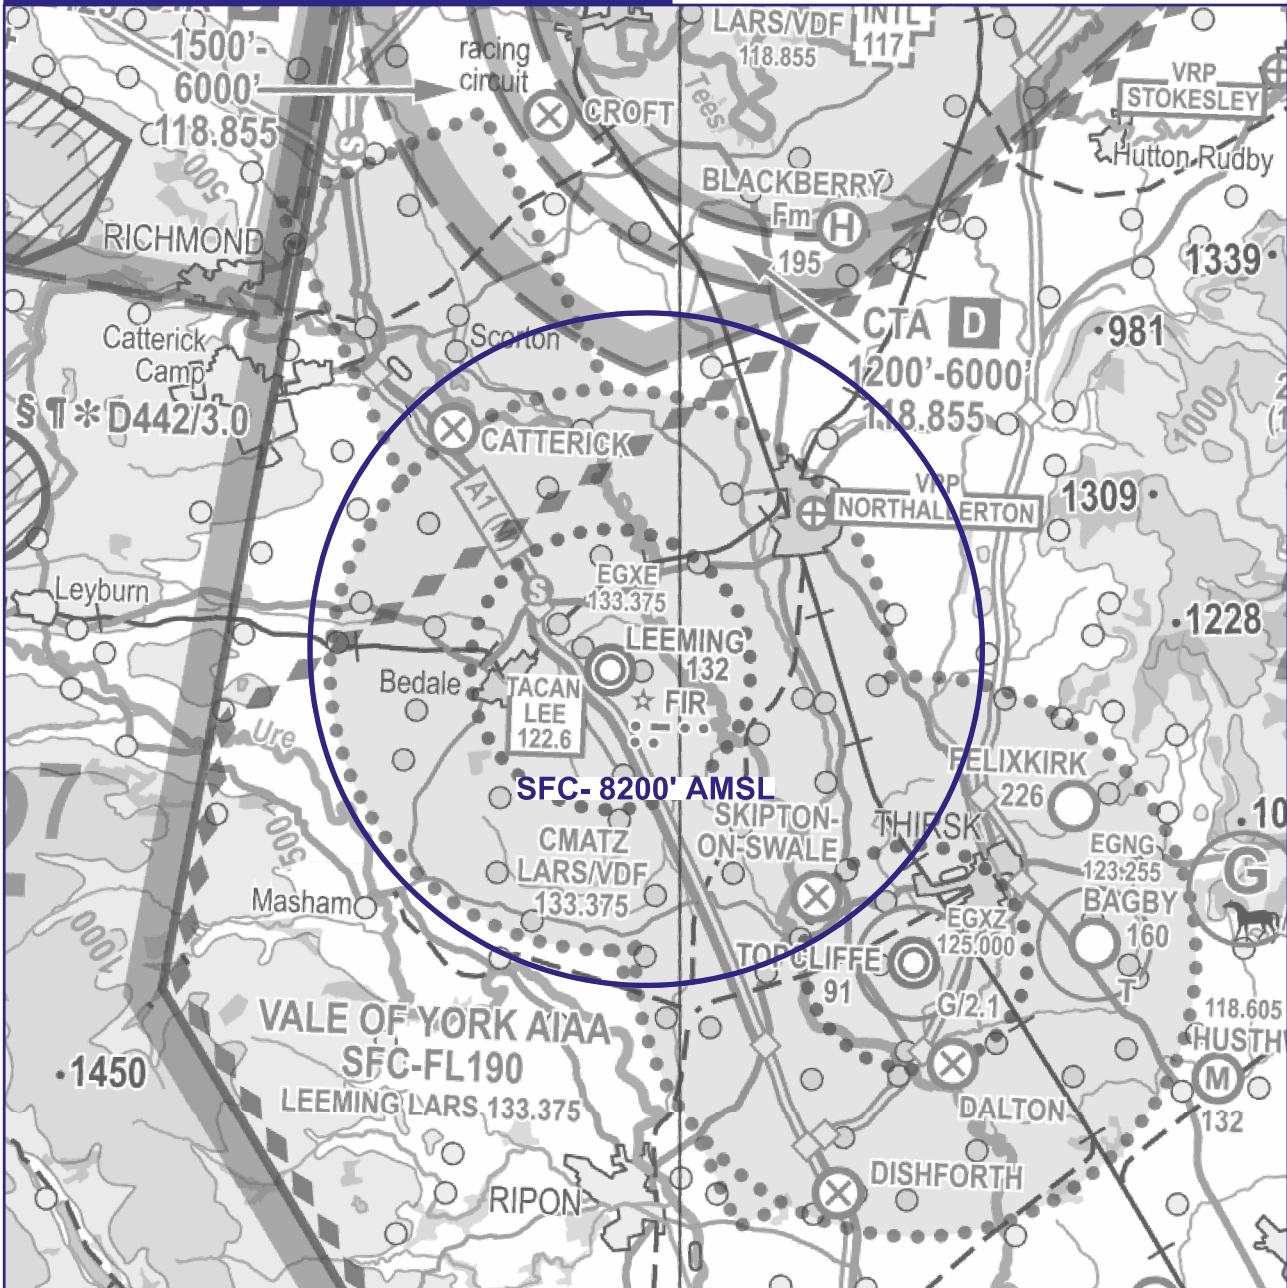 1500'-
6000'
118.855
racing
circuit
CROFT
LARS/VDF
118.855
INTL
117
Tees
VRP
STOKESLEY
Hutton Rudby
BLACKBERRY
Fm
H
195
500
S
RICHMOND
1339
981
CTA D
1200'-6000'
118.855
Catterick
Camp
Scorton
§ ¶ * D442/3.0
1000
CATTERICK
A1 (M)
VRP
NORTHALLERTON
1309
Leyburn
S
EGXE
133.375
LEEMING
132
FIR
1228
Bedale
TACAN
LEE
122.6
Ure
SFC- 8200' AMSL
FELIXKIRK
226
SKIPTON-
ON-SWALE
THIRSK
CMATZ
LARS/VDF
133.375
500
EGNG
123.255
BAGBY
160
T
G
Masham
1000
EGXZ
125.000
TOPCLIFFE
91
G/2.1
VALE OF YORK AIAA
SFC-FL190
LEEMING LARS 133.375
1450
118.605
HUSTH
M
132
DALTON
DISHFORTH
RIPON